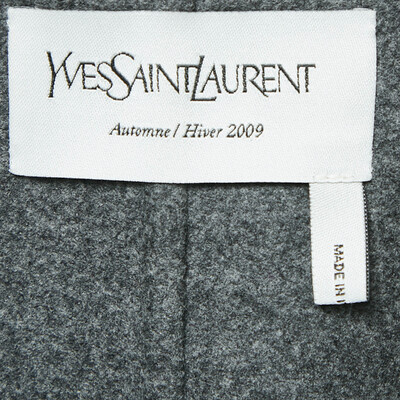 YVESSAINTLAURENT
Automne / Hiver 2009
MADE IN